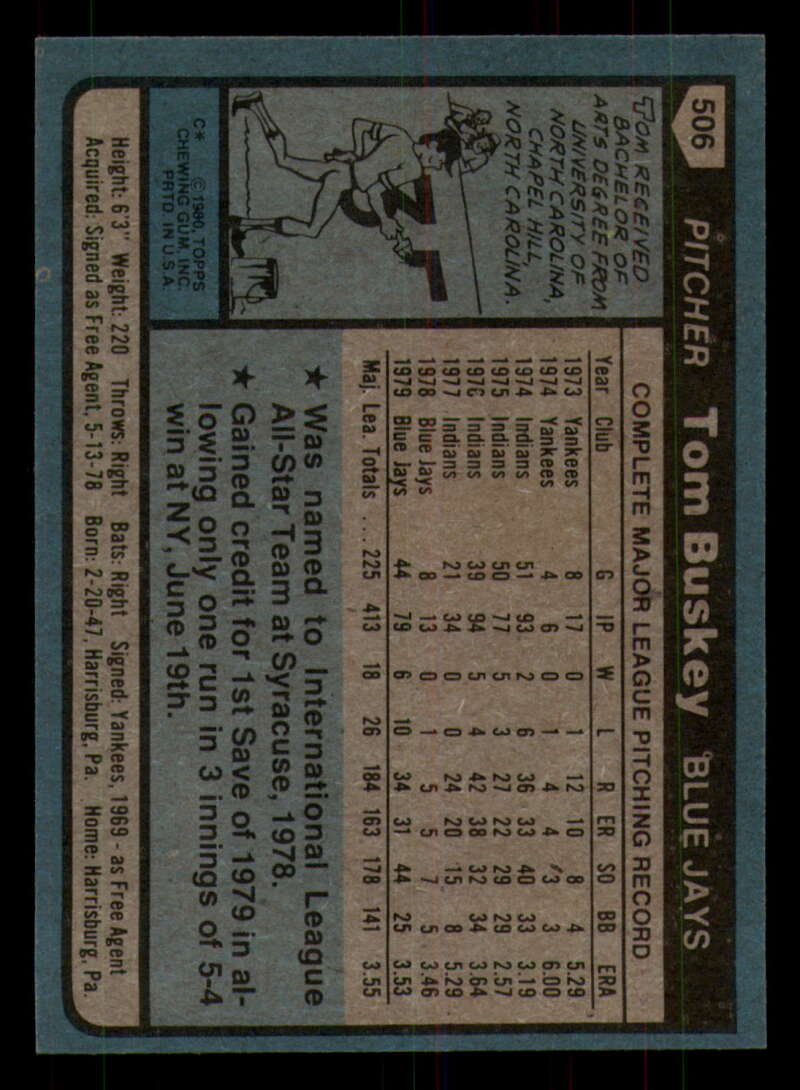 506 PITCHER Tom Buskey BLUE JAYS
TOM RECEIVED
BACHELOR OF
ARTS DEGREE FROM
UNIVERSITY OF
NORTH CAROLINA,
CHAPEL HILL,
NORTH CAROLINA.
UNC
C* © 1980, TOPPS
CHEWING GUM, INC.
PRTD. IN U.S.A.
COMPLETE MAJOR LEAGUE PITCHING RECORD
Year Club G IP W L R ER SO BB ERA
1973 Yankees 8 17 0 1 12 10 8 4 5.29
1974 Yankees 4 6 0 1 4 4 3 3 6.00
1974 Indians 51 93 2 6 36 33 40 33 3.19
1975 Indians 50 77 5 3 27 22 29 29 2.57
1976 Indians 39 94 5 4 42 38 32 34 3.64
1977 Indians 21 34 0 0 24 20 15 8 5.29
1978 Blue Jays 8 13 0 1 5 5 7 5 3.46
1979 Blue Jays 44 79 6 10 34 31 44 25 3.53
Maj. Lea. Totals .... 225 413 18 26 184 163 178 141 3.55
★ Was named to International League
All-Star Team at Syracuse, 1978.
★ Gained credit for 1st Save of 1979 in al-
lowing only one run in 3 innings of 5-4
win at NY, June 19th.
Height: 6'3" Weight: 220 Throws: Right Bats: Right Signed: Yankees, 1969 - as Free Agent
Acquired: Signed as Free Agent, 5-13-78 Born: 2-20-47, Harrisburg, Pa. Home: Harrisburg, Pa.